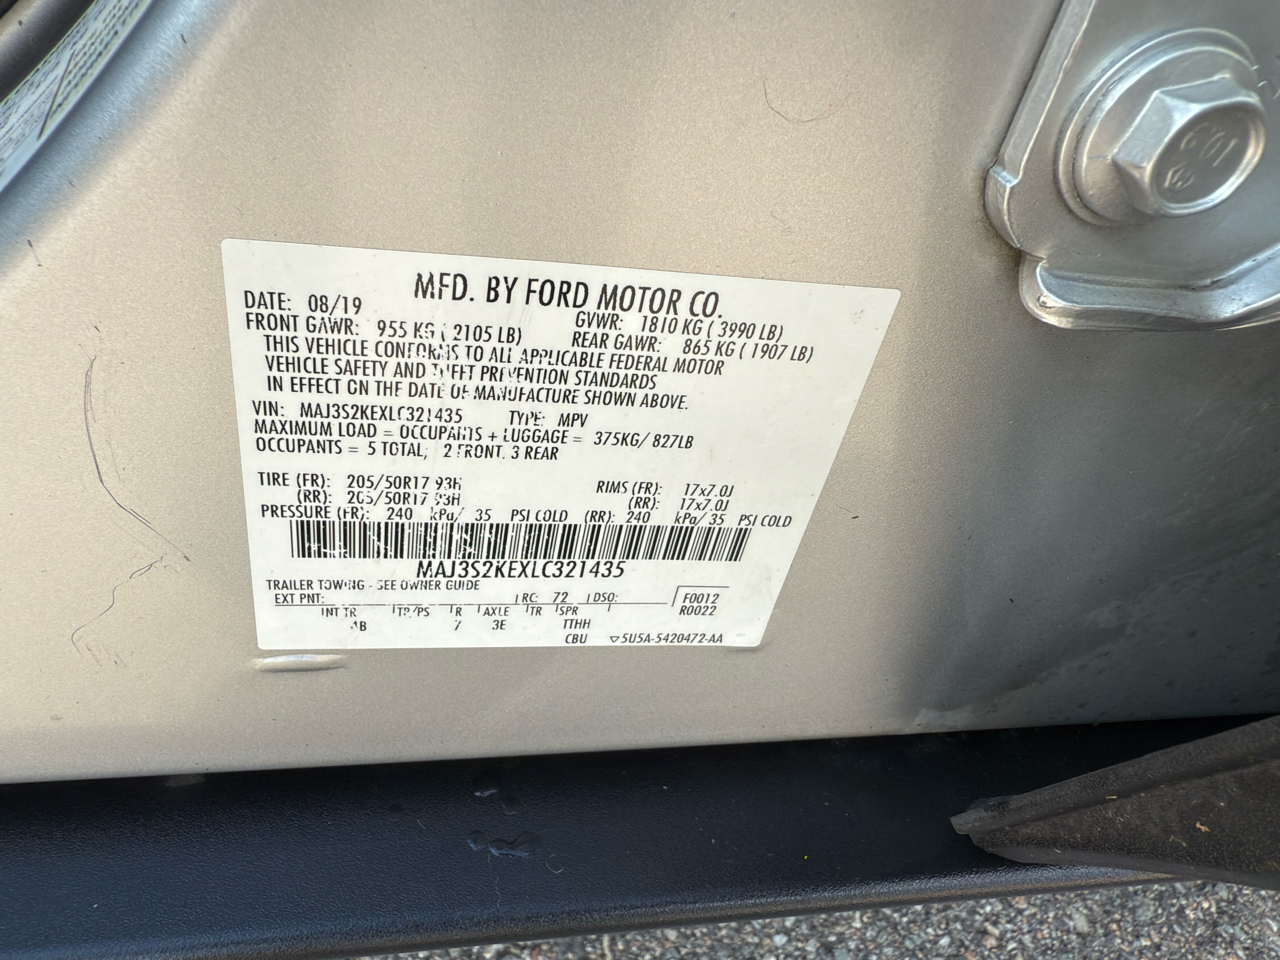 MFD. BY FORD MOTOR CO.
DATE: 08/19 GVWR: 1810 KG ( 3990 LB)
FRONT GAWR: 955 KG ( 2105 LB) REAR GAWR: 865 KG ( 1907 LB)
THIS VEHICLE CONFORMS TO ALL APPLICABLE FEDERAL MOTOR
VEHICLE SAFETY AND THEFT PREVENTION STANDARDS
IN EFFECT ON THE DATE OF MANUFACTURE SHOWN ABOVE.
VIN: MAJ3S2KEXLC321435 TYPE: MPV
MAXIMUM LOAD = OCCUPANTS + LUGGAGE = 375KG/ 827LB
OCCUPANTS = 5 TOTAL, 2 FRONT. 3 REAR
TIRE (FR): 205/50R17 93H RIMS (FR): 17x7.0J
(RR): 205/50R17 93H (RR): 17x7.0J
PRESSURE (FR): 240 kPa/ 35 PSI COLD (RR): 240 kPa/ 35 PSI COLD
MAJ3S2KEXLC321435
TRAILER TOWING - SEE OWNER GUIDE
EXT PNT: RC: 72 DSO: F0012
R0022
INT TR TP/PS R AXLE TR SPR
B 7 3E TTHH
CBU ▽5U5A-5420472-AA
10.9